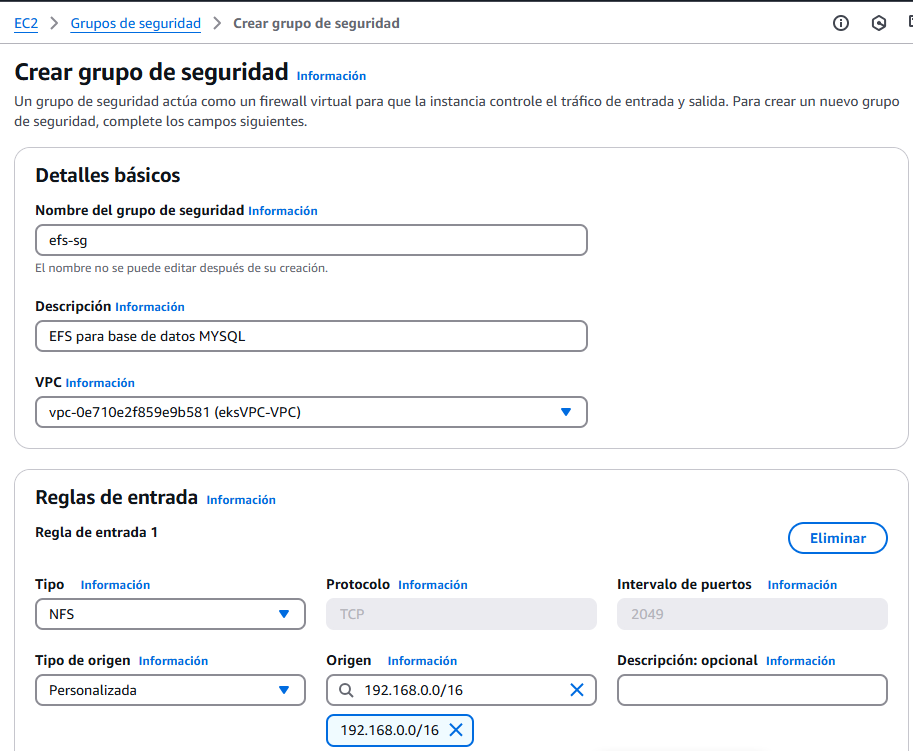 EC2 > Grupos de seguridad > Crear grupo de seguridad
Crear grupo de seguridad Información
Un grupo de seguridad actúa como un firewall virtual para que la instancia controle el tráfico de entrada y salida. Para crear un nuevo grupo
de seguridad, complete los campos siguientes.
Detalles básicos
Nombre del grupo de seguridad Información
efs-sg
El nombre no se puede editar después de su creación.
Descripción Información
EFS para base de datos MYSQL
VPC Información
vpc-0e710e2f859e9b581 (eksVPC-VPC)
Reglas de entrada Información
Regla de entrada 1
Eliminar
Tipo Información Protocolo Información Intervalo de puertos Información
NFS TCP 2049
Tipo de origen Información Origen Información Descripción: opcional Información
Personalizada 192.168.0.0/16
192.168.0.0/16